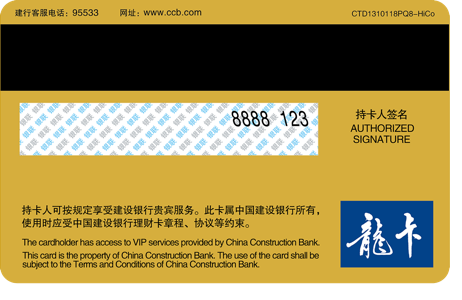 建行客服电话：95533 网址：www.ccb.com CTD1310118PQ8-HiCo
8888 123
持卡人签名
AUTHORIZED
SIGNATURE
持卡人可按规定享受建设银行贵宾服务。此卡属中国建设银行所有，
使用时应受中国建设银行理财卡章程、协议等约束。
The cardholder has access to VIP services provided by China Construction Bank.
This card is the property of China Construction Bank. The use of the card shall be
subject to the Terms and Conditions of China Construction Bank.
龍卡